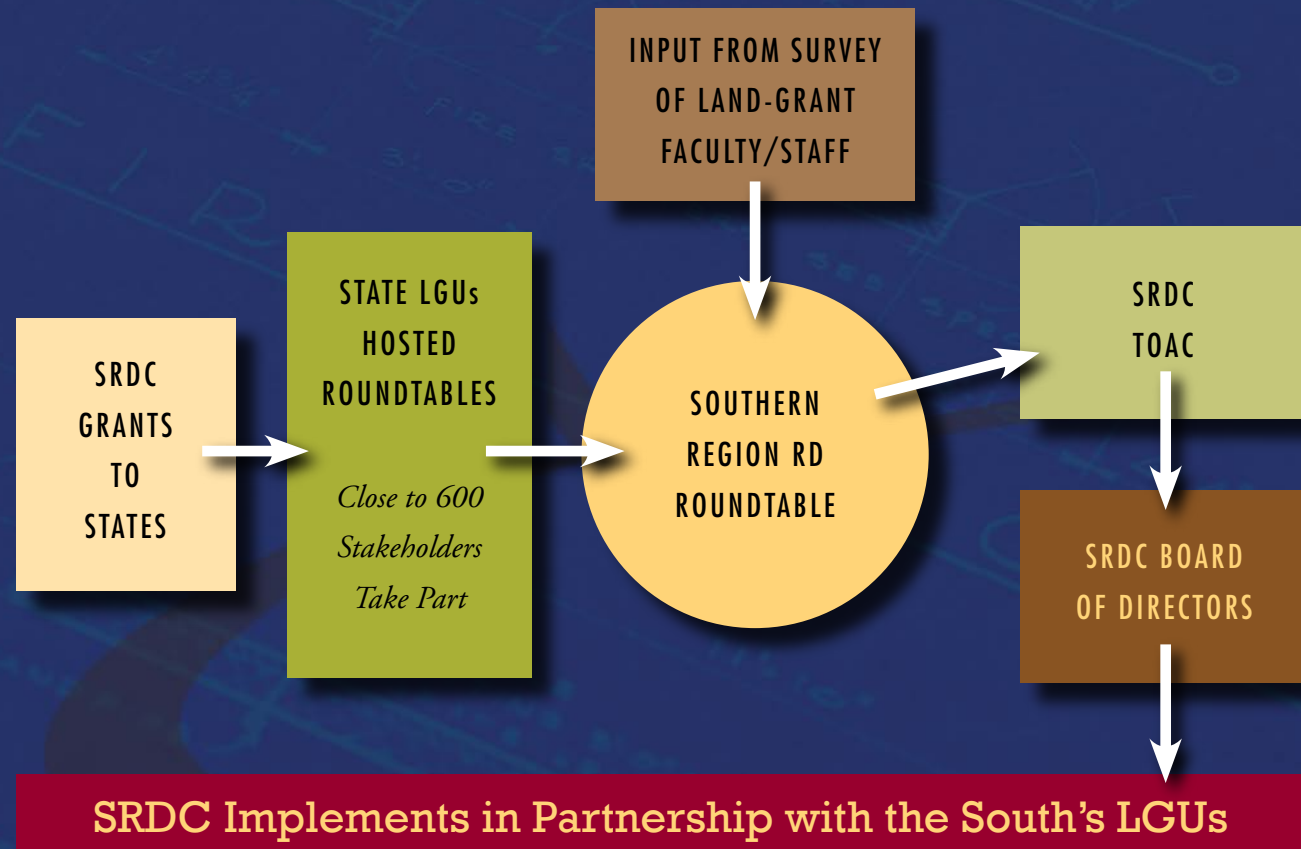 INPUT FROM SURVEY
OF LAND-GRANT
FACULTY/STAFF
SRDC
GRANTS
TO
STATES
STATE LGUs
HOSTED
ROUNDTABLES
Close to 600
Stakeholders
Take Part
SOUTHERN
REGION RD
ROUNDTABLE
SRDC
TOAC
SRDC BOARD
OF DIRECTORS
SRDC Implements in Partnership with the South's LGUs